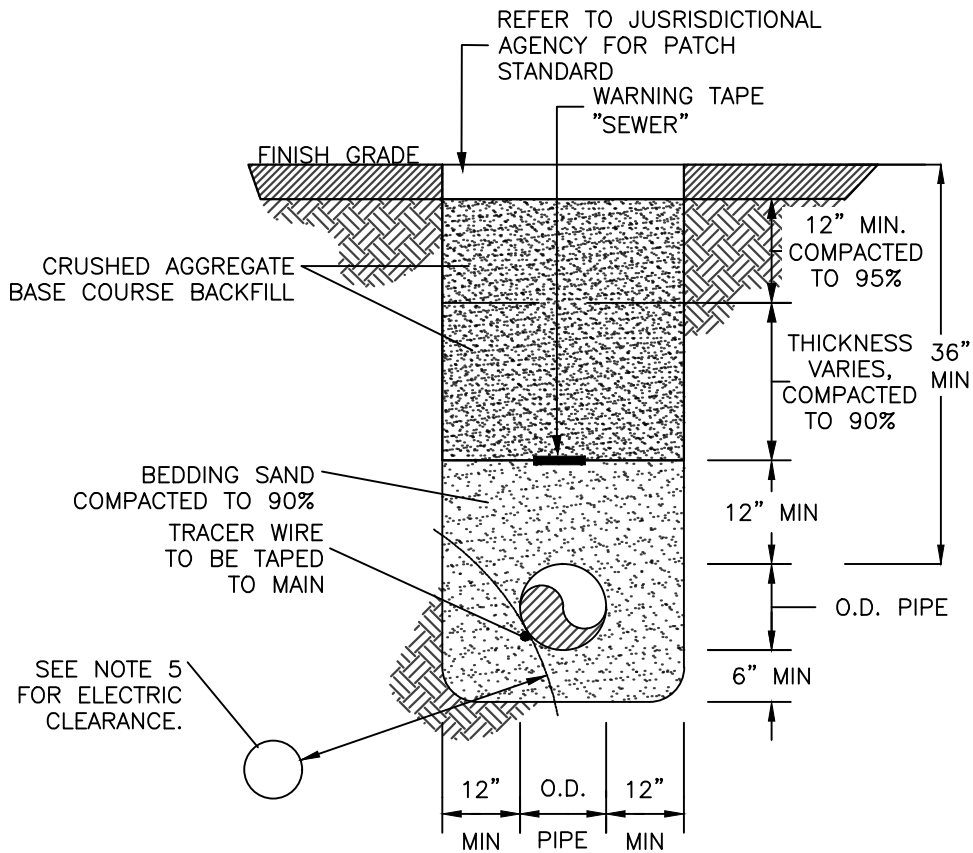 REFER TO JUSRISDICTIONAL
AGENCY FOR PATCH
STANDARD
WARNING TAPE
"SEWER"
FINISH GRADE
12" MIN.
COMPACTED
TO 95%
CRUSHED AGGREGATE
BASE COURSE BACKFILL
THICKNESS
VARIES,
COMPACTED
TO 90%
36"
MIN
BEDDING SAND
COMPACTED TO 90%
12" MIN
TRACER WIRE
TO BE TAPED
TO MAIN
O.D. PIPE
SEE NOTE 5
FOR ELECTRIC
CLEARANCE.
6" MIN
12"
MIN
O.D.
PIPE
12"
MIN